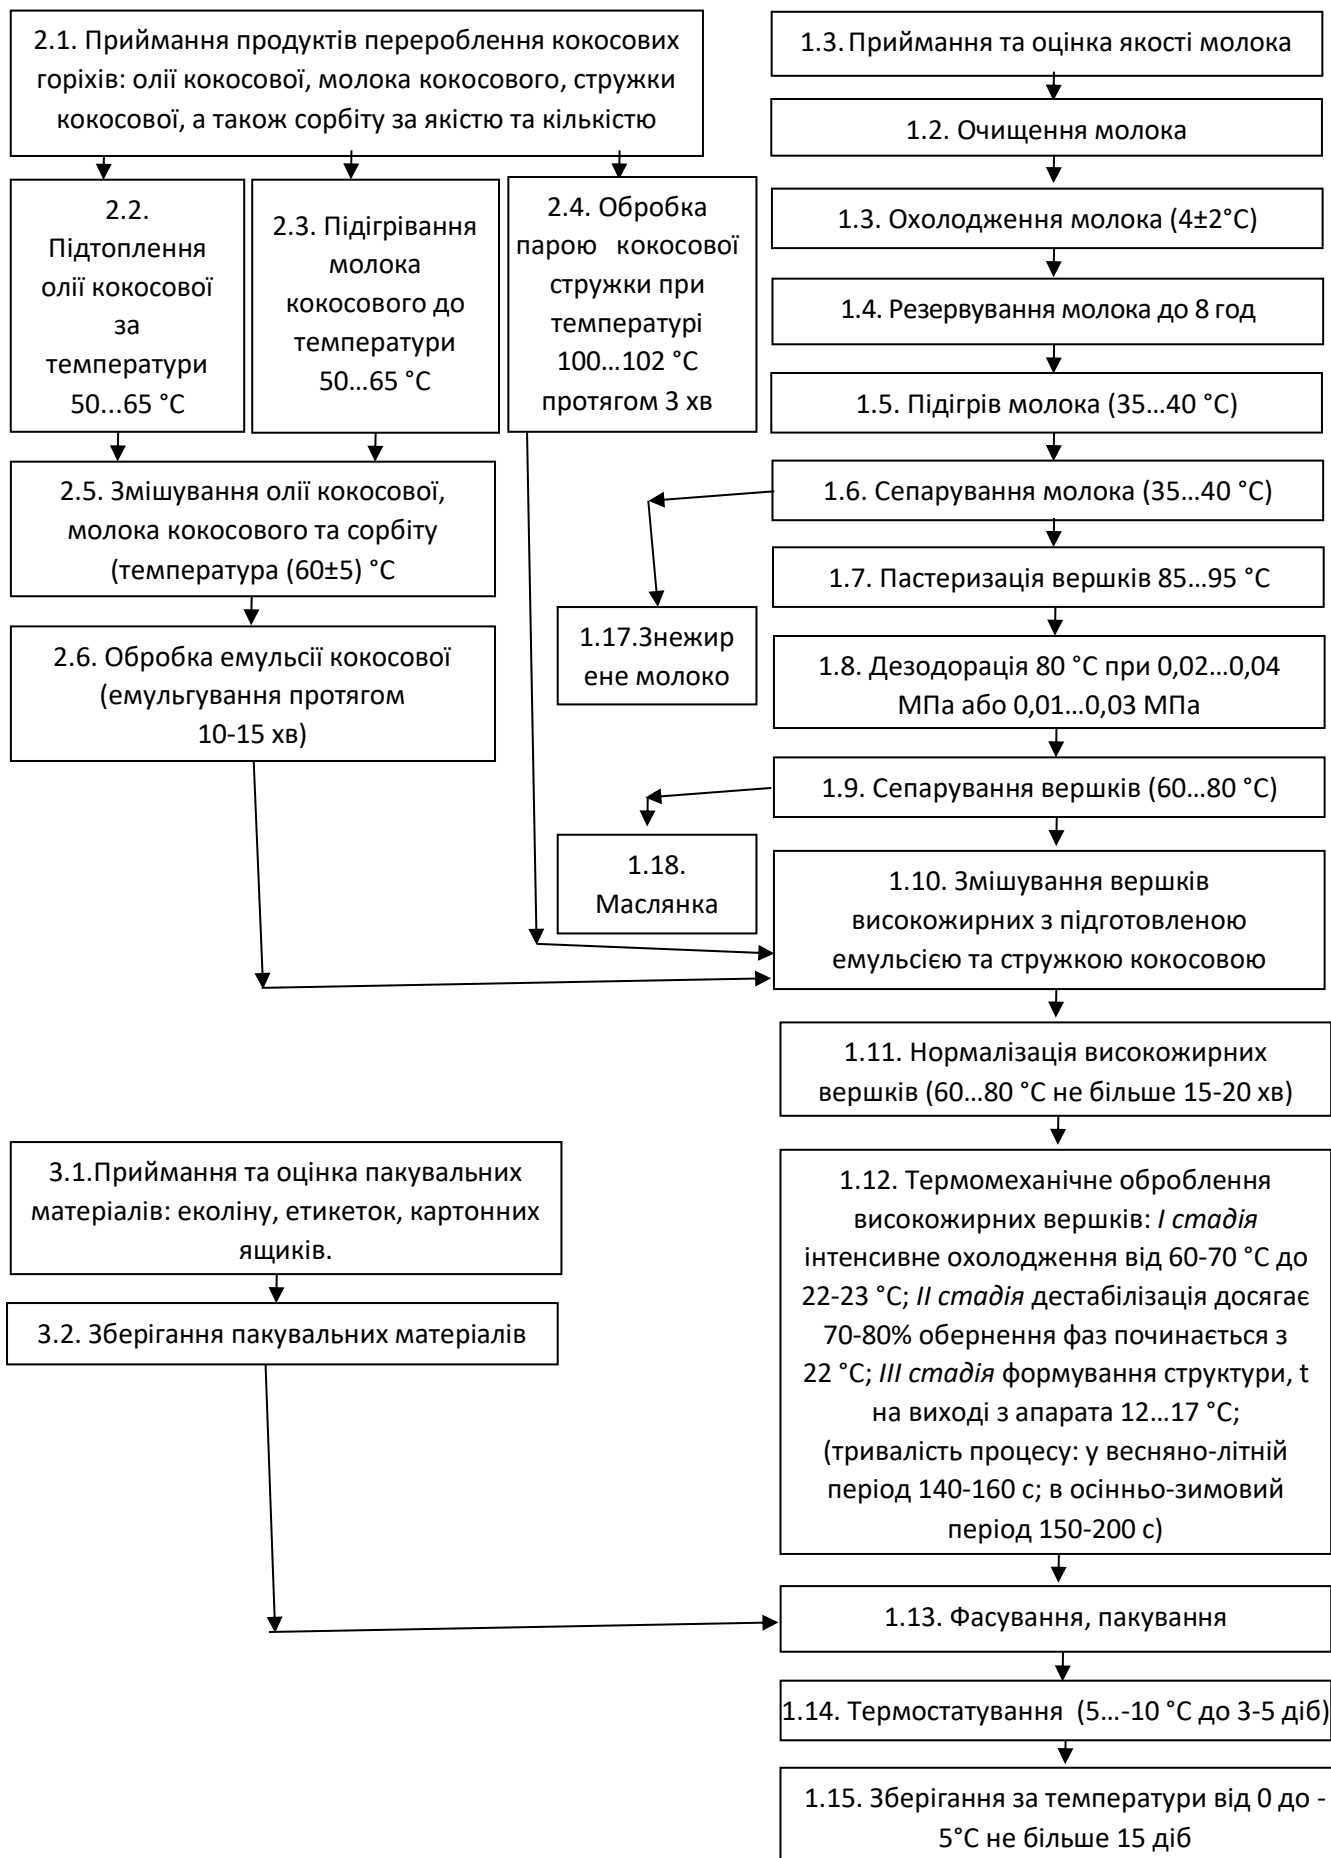 2.1. Приймання продуктів перероблення кокосових
горіхів: олії кокосової, молока кокосового, стружки
кокосової, а також сорбіту за якістю та кількістю
1.3. Приймання та оцінка якості молока
1.2. Очищення молока
2.2.
Підтоплення
олії кокосової
за
температури
50…65 °С
2.3. Підігрівання
молока
кокосового до
температури
50…65 °С
2.4. Обробка
парою кокосової
стружки при
температурі
100…102 °С
протягом 3 хв
1.3. Охолодження молока (4±2°С)
1.4. Резервування молока до 8 год
1.5. Підігрів молока (35…40 °С)
2.5. Змішування олії кокосової,
молока кокосового та сорбіту
(температура (60±5) °С
1.6. Сепарування молока (35…40 °С)
1.7. Пастеризація вершків 85…95 °С
2.6. Обробка емульсії кокосової
(емульгування протягом
10-15 хв)
1.17.Знежир
ене молоко
1.8. Дезодорація 80 °С при 0,02…0,04
МПа або 0,01…0,03 МПа
1.9. Сепарування вершків (60…80 °С)
1.18.
Маслянка
1.10. Змішування вершків
високожирних з підготовленою
емульсією та стружкою кокосовою
1.11. Нормалізація високожирних
вершків (60…80 °С не більше 15-20 хв)
3.1.Приймання та оцінка пакувальних
матеріалів: еколіну, етикеток, картонних
ящиків.
3.2. Зберігання пакувальних матеріалів
1.12. Термомеханічне оброблення
високожирних вершків: I стадія
інтенсивне охолодження від 60-70 °С до
22-23 °С; II стадія дестабілізація досягає
70-80% обернення фаз починається з
22 °С; III стадія формування структури, t
на виході з апарата 12…17 °С;
(тривалість процесу: у весняно-літній
період 140-160 с; в осінньо-зимовий
період 150-200 с)
1.13. Фасування, пакування
1.14. Термостатування (5…-10 °С до 3-5 діб)
1.15. Зберігання за температури від 0 до -
5°С не більше 15 діб